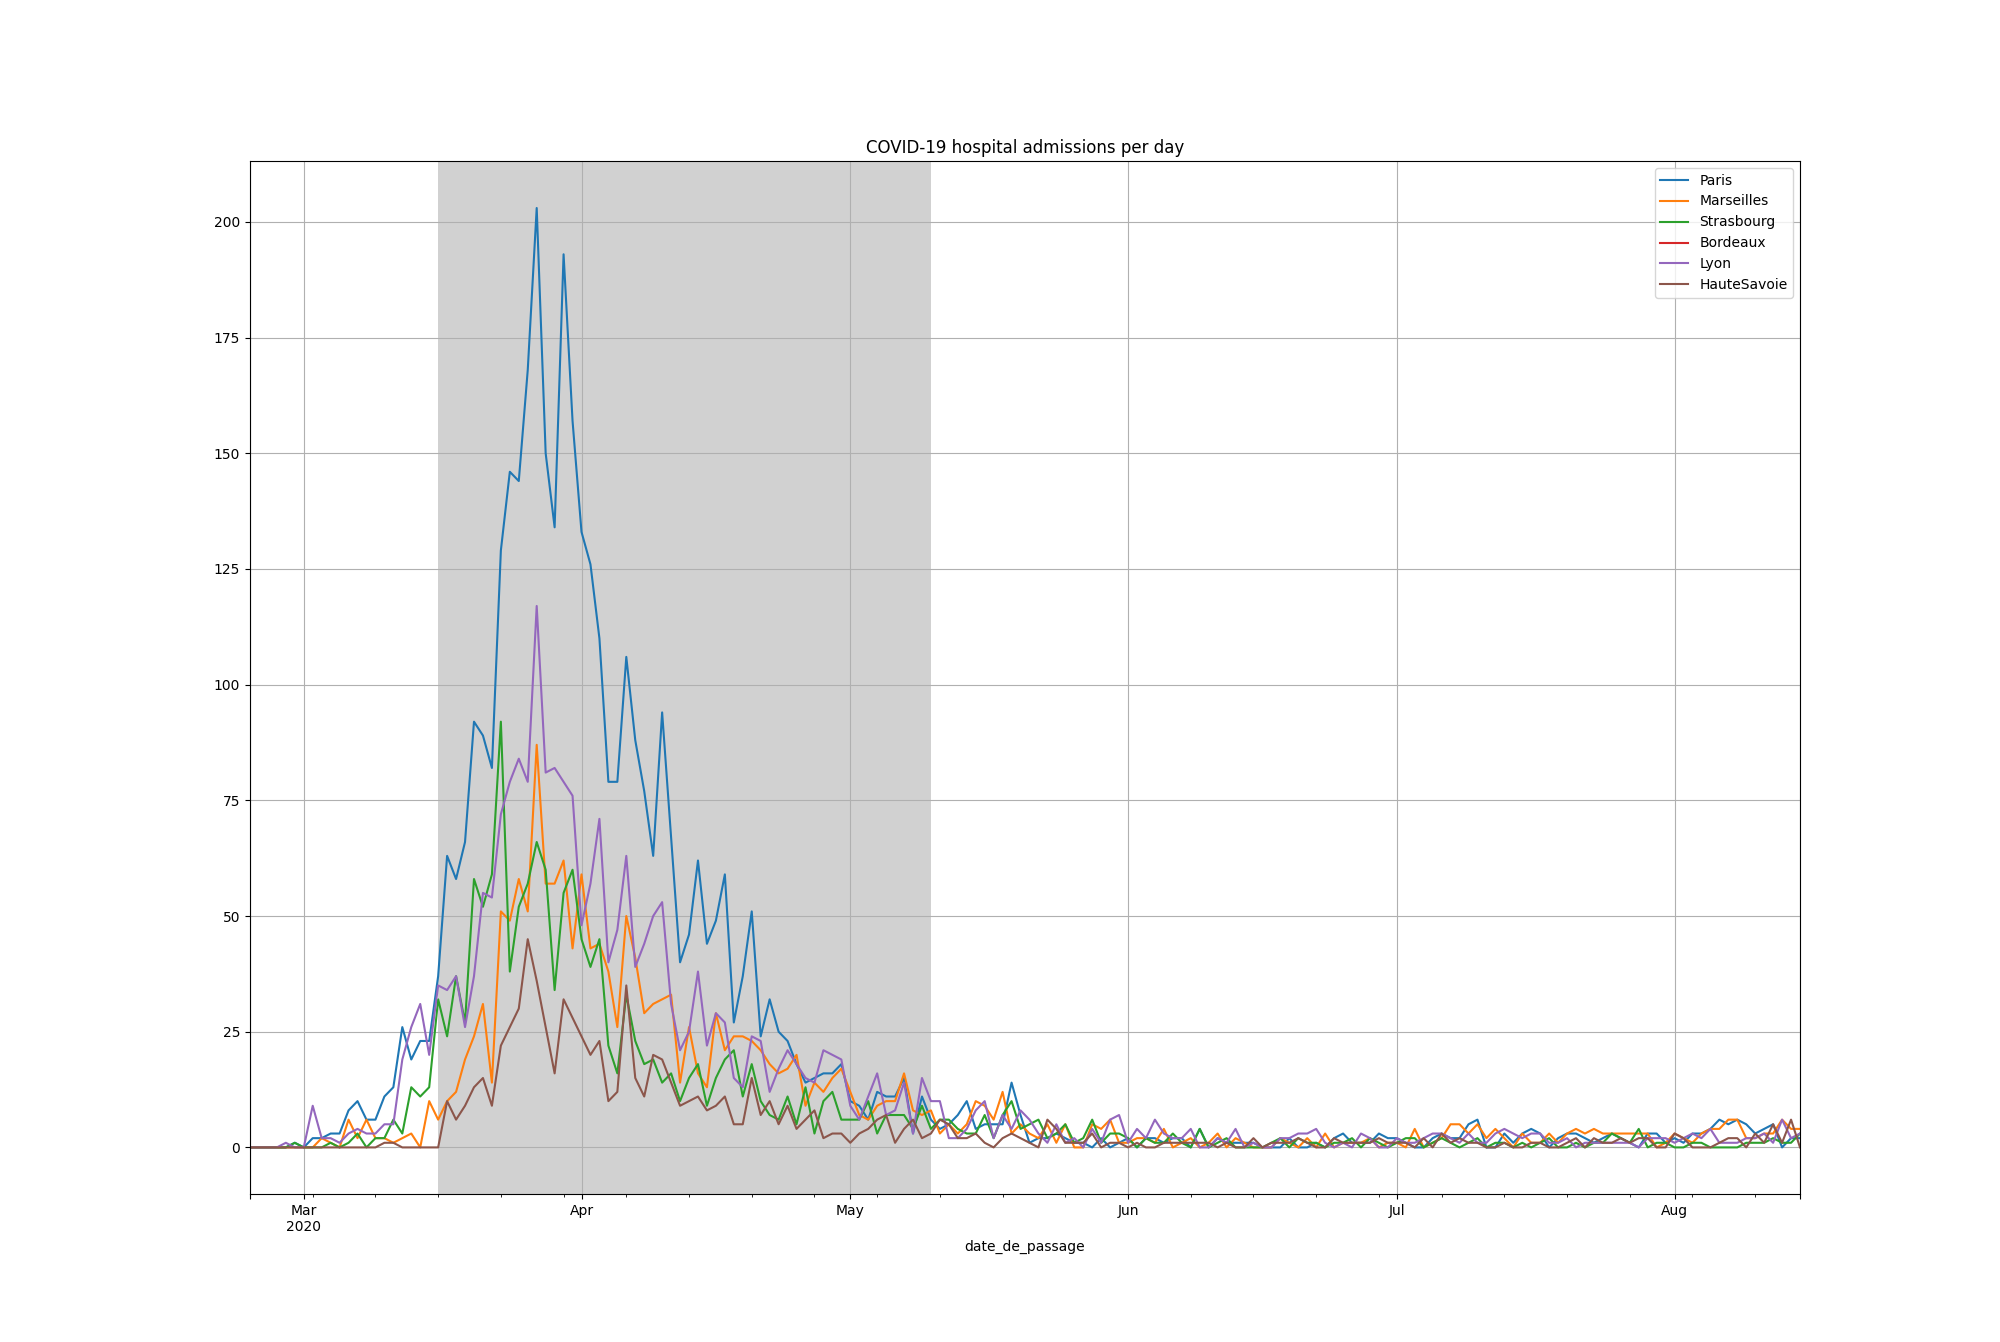 COVID-19 hospital admissions per day
Paris
Marseilles
Strasbourg
Bordeaux
Lyon
HauteSavoie
200
175
150
125
100
75
50
25
0
Mar Apr May Jun Jul Aug
2020
date_de_passage